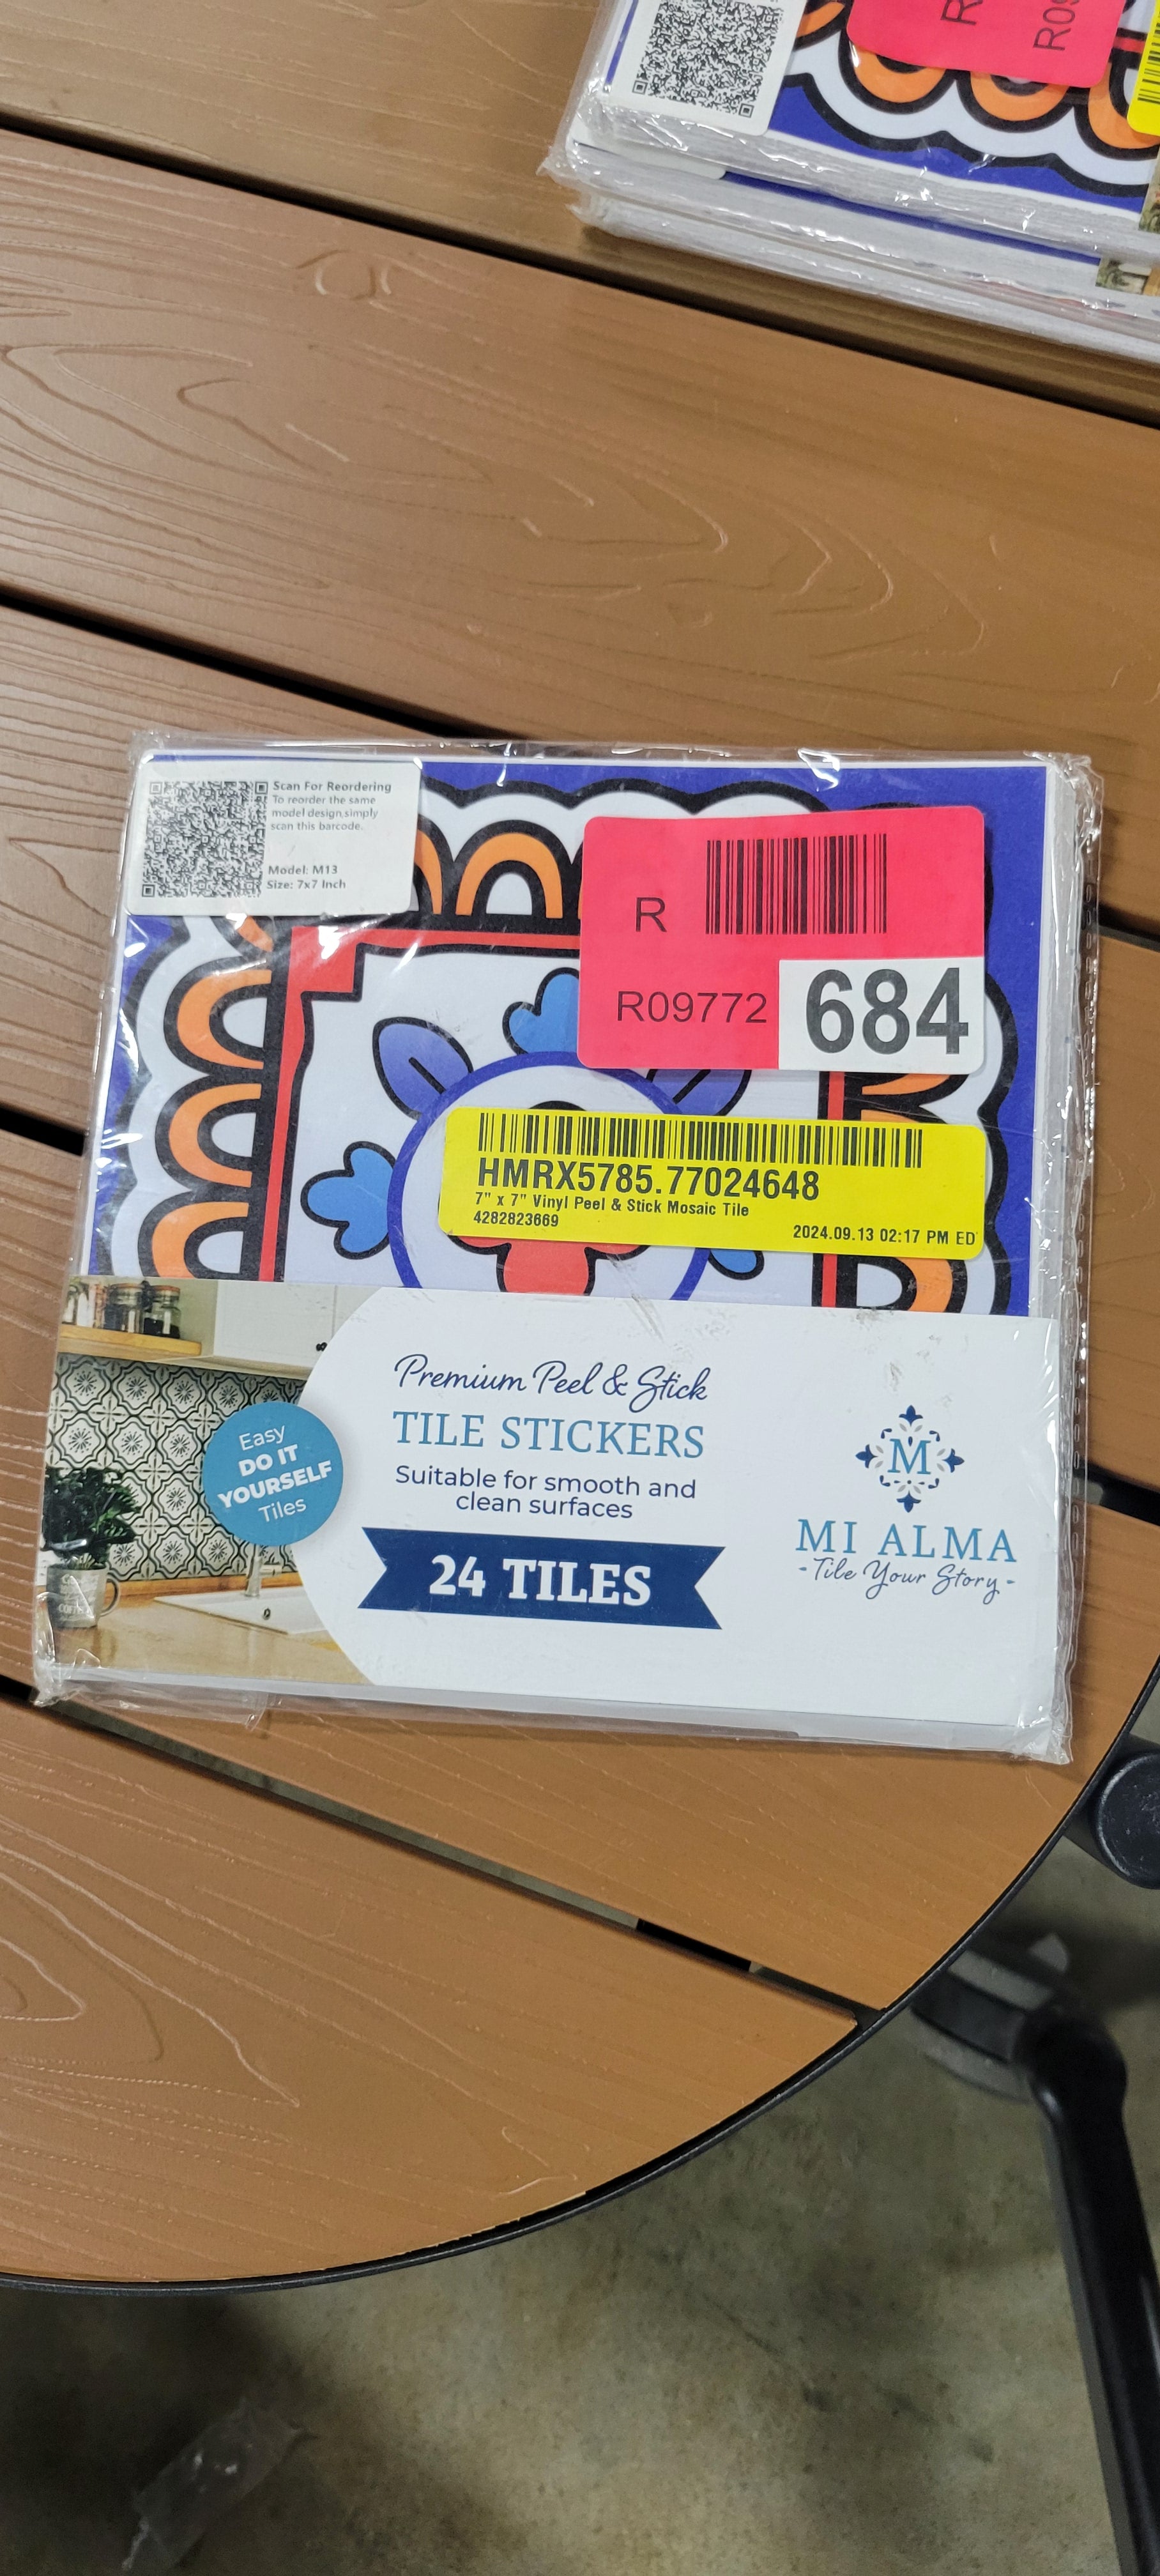 R
R09
Scan For Reordering
To reorder the same
model design,simply
scan this barcode.
Model: M13
Size: 7x7 Inch
R
R09772
684
HMRX5785.77024648
7" x 7" Vinyl Peel & Stick Mosaic Tile
4282823669
2024.09.13 02:17 PM ED
Easy
DO IT
YOURSELF
Tiles
Premium Peel & Stick
TILE STICKERS
Suitable for smooth and
clean surfaces
24 TILES
M
MI ALMA
-Tile Your Story-